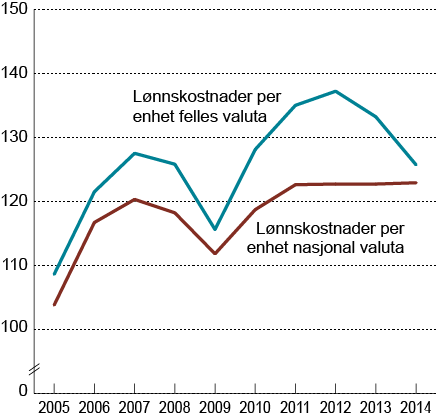 150
140
Lønnskostnader per
enhet felles valuta
130
120
Lønnskostnader per
enhet nasjonal valuta
110
100
0
2005 2006 2007 2008 2009 2010 2011 2012 2013 2014